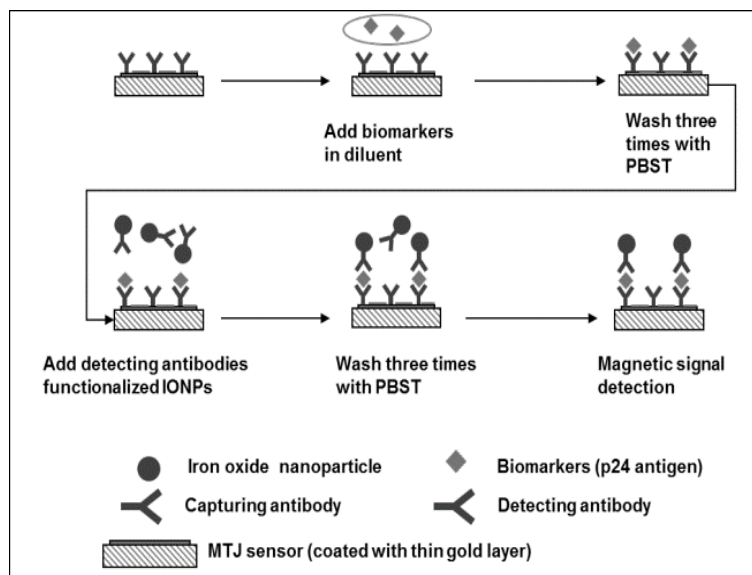 Add biomarkers
in diluent
Wash three
times with
PBST
Add detecting antibodies
functionalized IONPs
Wash three times
with PBST
Magnetic signal
detection
Iron oxide nanoparticle
Biomarkers (p24 antigen)
Capturing antibody
Detecting antibody
MTJ sensor (coated with thin gold layer)